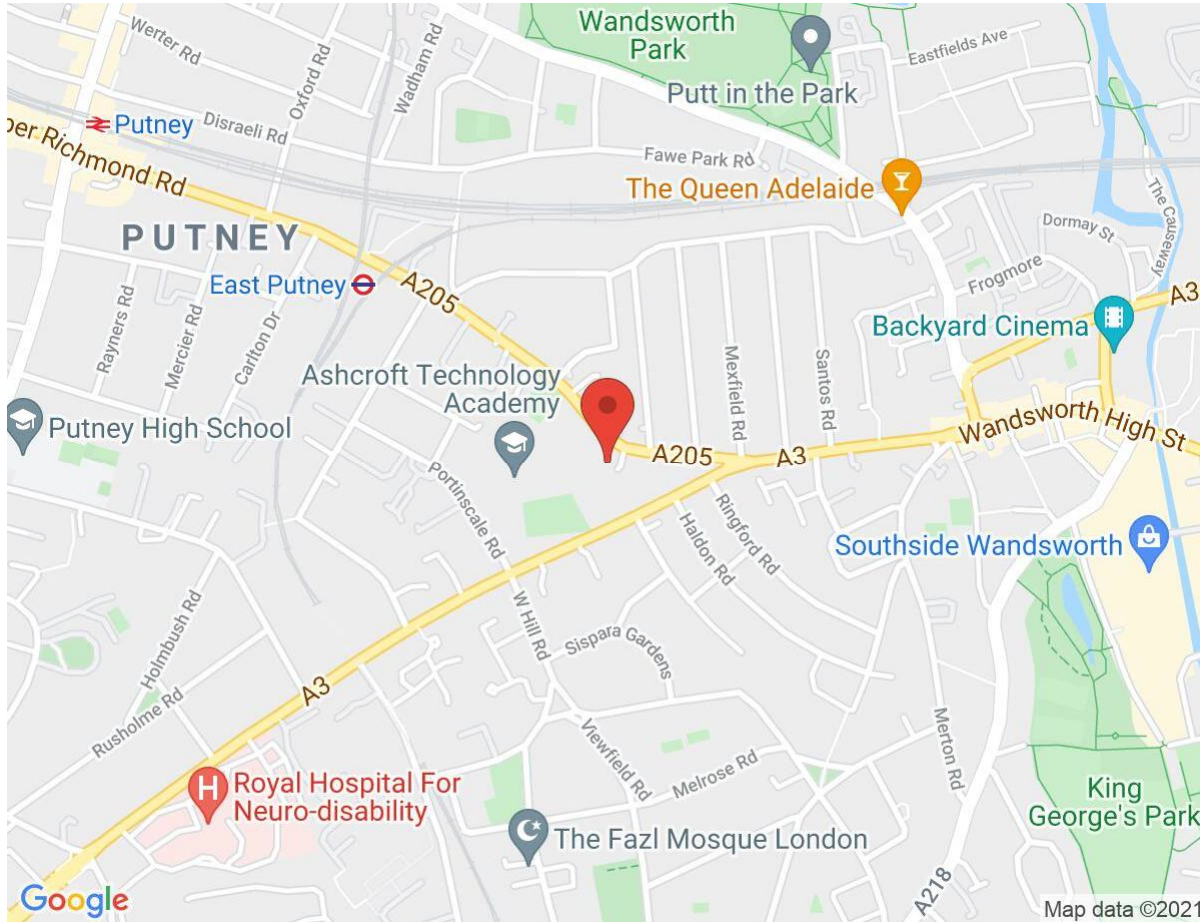 Werter Rd
Oxford Rd
Wadham Rd
Wandsworth
Park
Eastfields Ave
Putt in the Park
Putney
Disraeli Rd
per Richmond Rd
Fawe Park Rd
The Queen Adelaide
The Causeway
Dormay St
PUTNEY
East Putney
A205
Frogmore
A3
Rayners Rd
Mercier Rd
Carlton Dr
Backyard Cinema
Ashcroft Technology
Academy
Mexfield Rd
Santos Rd
Putney High School
A205
A3
Wandsworth High St
Portinscale Rd
Haldon Rd
Ringford Rd
Southside Wandsworth
Holmbush Rd
W Hill Rd
Sispara Gardens
Rusholme Rd
A3
Viewfield Rd
Merton Rd
Melrose Rd
Royal Hospital For
Neuro-disability
H
King
George's Park
The Fazl Mosque London
A218
Google
Map data ©2021